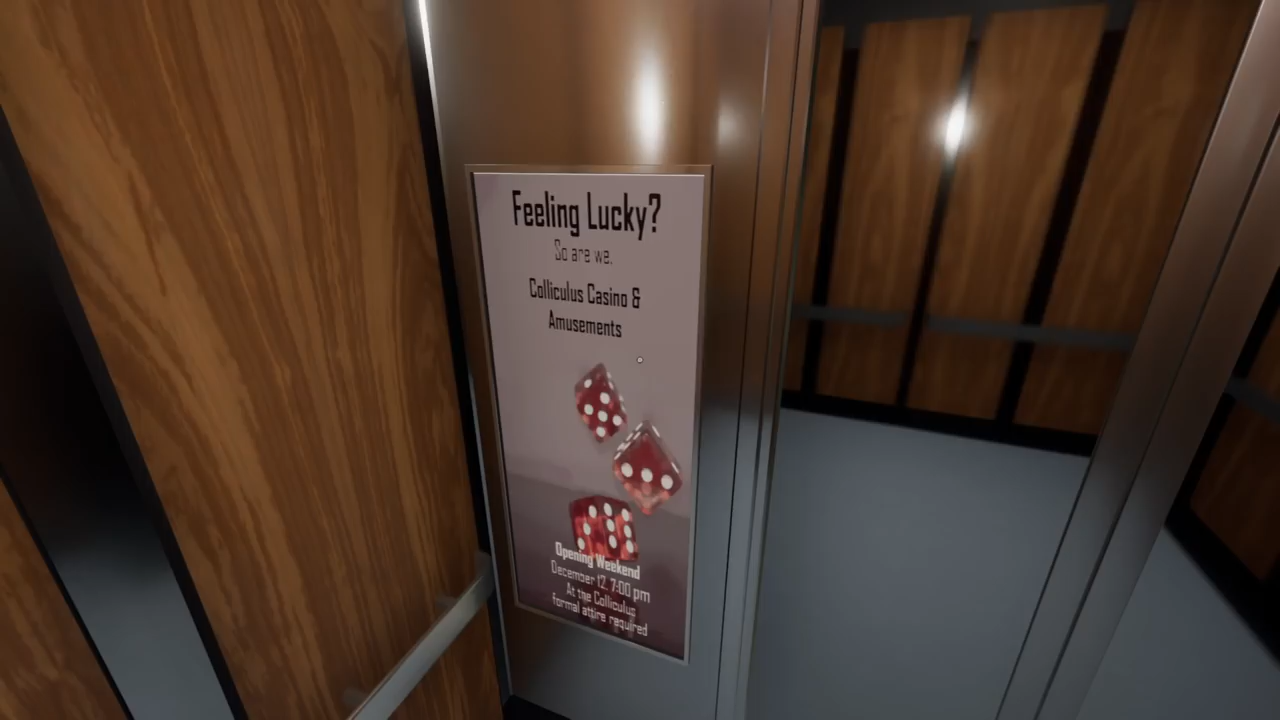 Feeling Lucky?
So are we.
Colliculus Casino &
Amusements
Opening Weekend
December 12, 7:00 pm
At the Colliculus
formal attire required